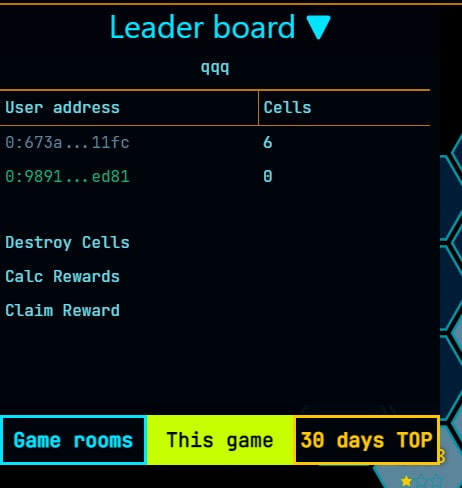 Leader board ▼
qqq
User address Cells
0:673a...11fc 6
0:9891...ed81 0
Destroy Cells
Calc Rewards
Claim Reward
Game rooms This game 30 days TOP